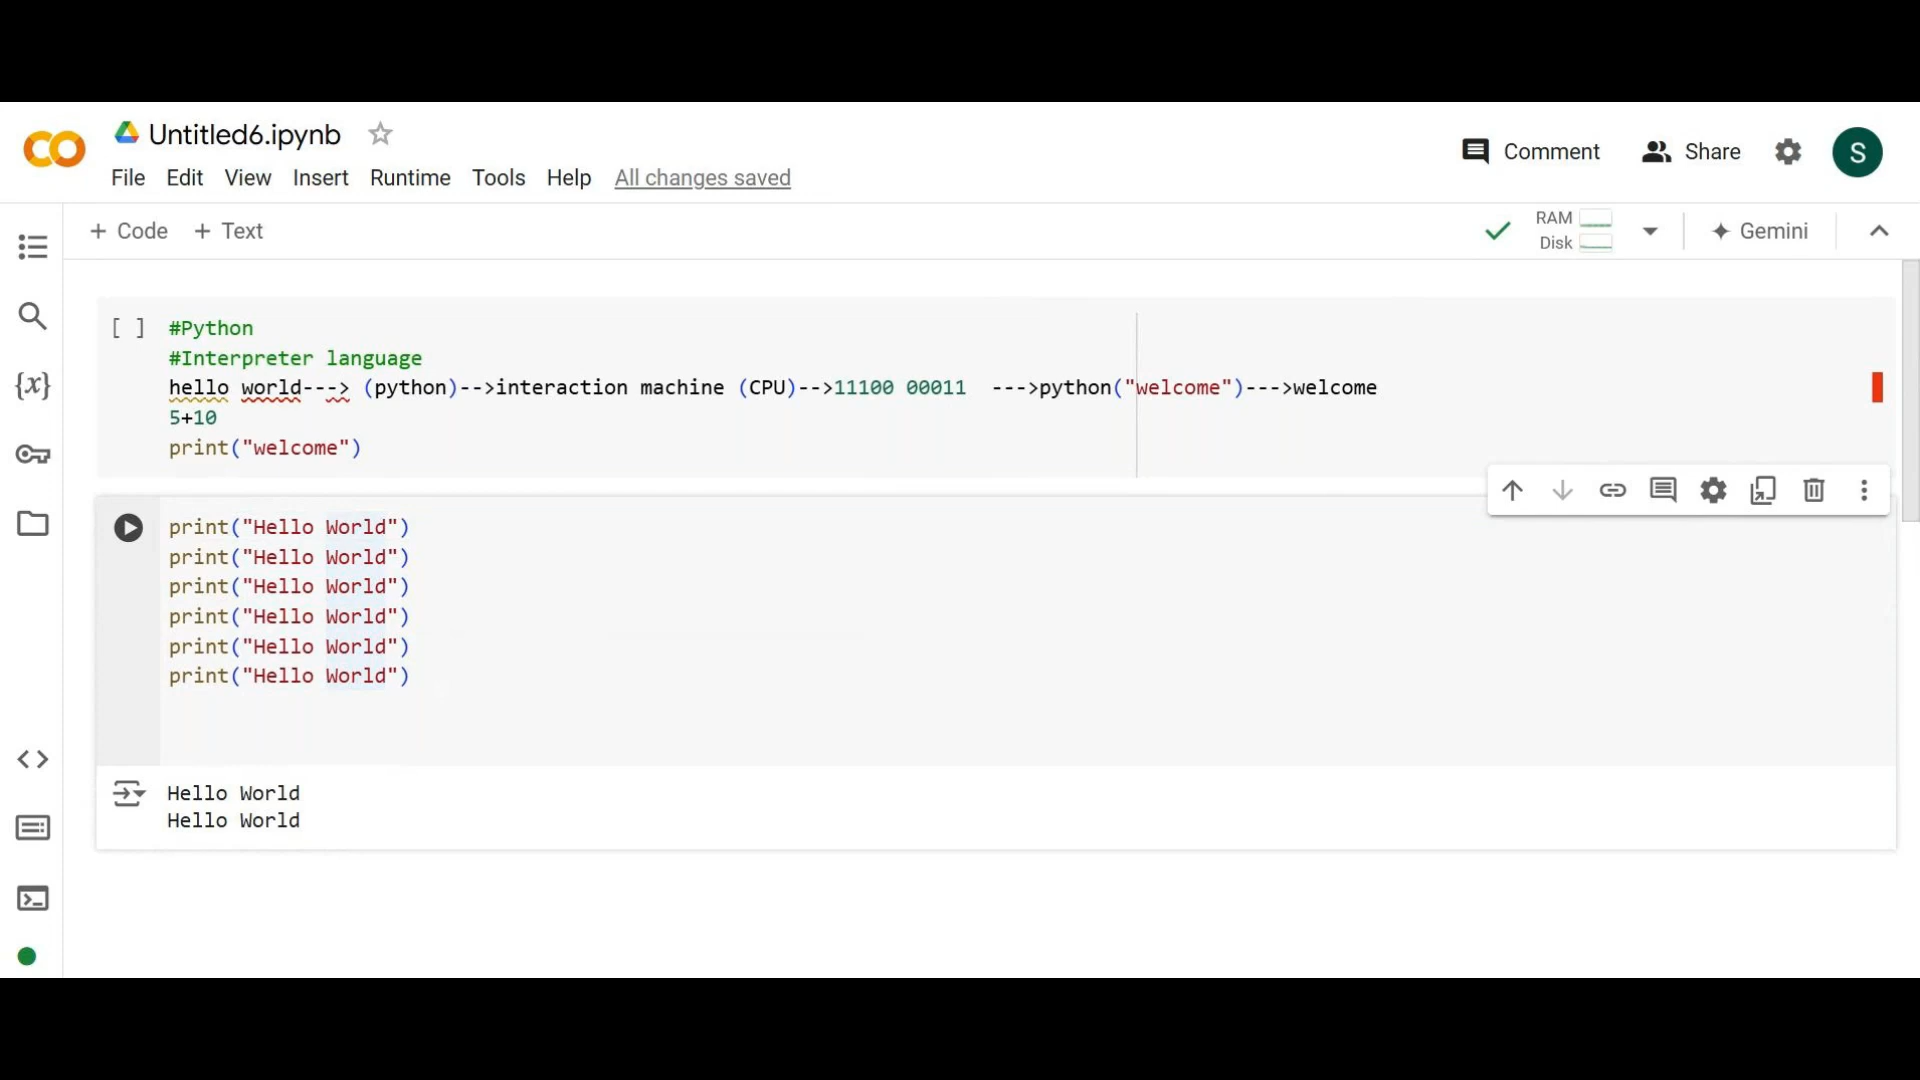 Untitled6.ipynb
File Edit View Insert Runtime Tools Help All changes saved
Comment Share S
+ Code + Text
RAM
Disk
Gemini
[ ] #Python
#Interpreter language
hello world---> (python)-->interaction machine (CPU)-->11100 00011 --->python("welcome")--->welcome
5+10
print("welcome")
print("Hello World")
print("Hello World")
print("Hello World")
print("Hello World")
print("Hello World")
print("Hello World")
Hello World
Hello World